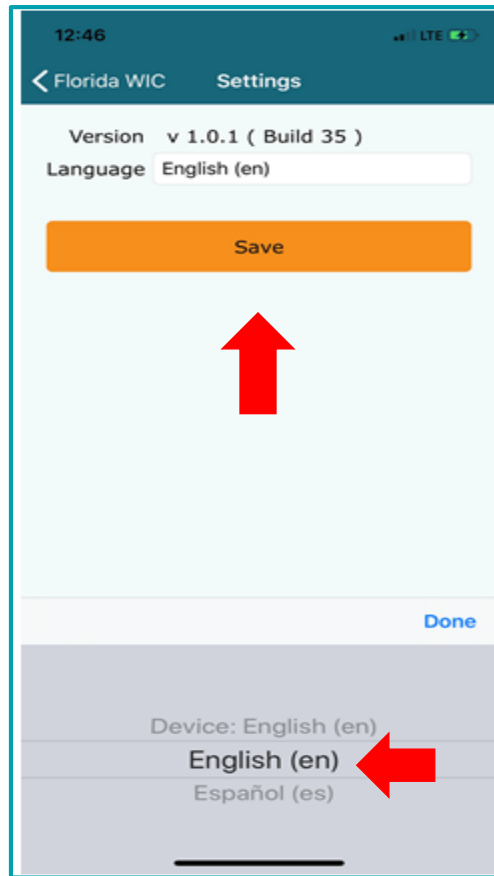 12:46 LTE
Florida WIC Settings
Version v 1.0.1 ( Build 35 )
Language English (en)
Save
Done
Device: English (en)
English (en)
Español (es)